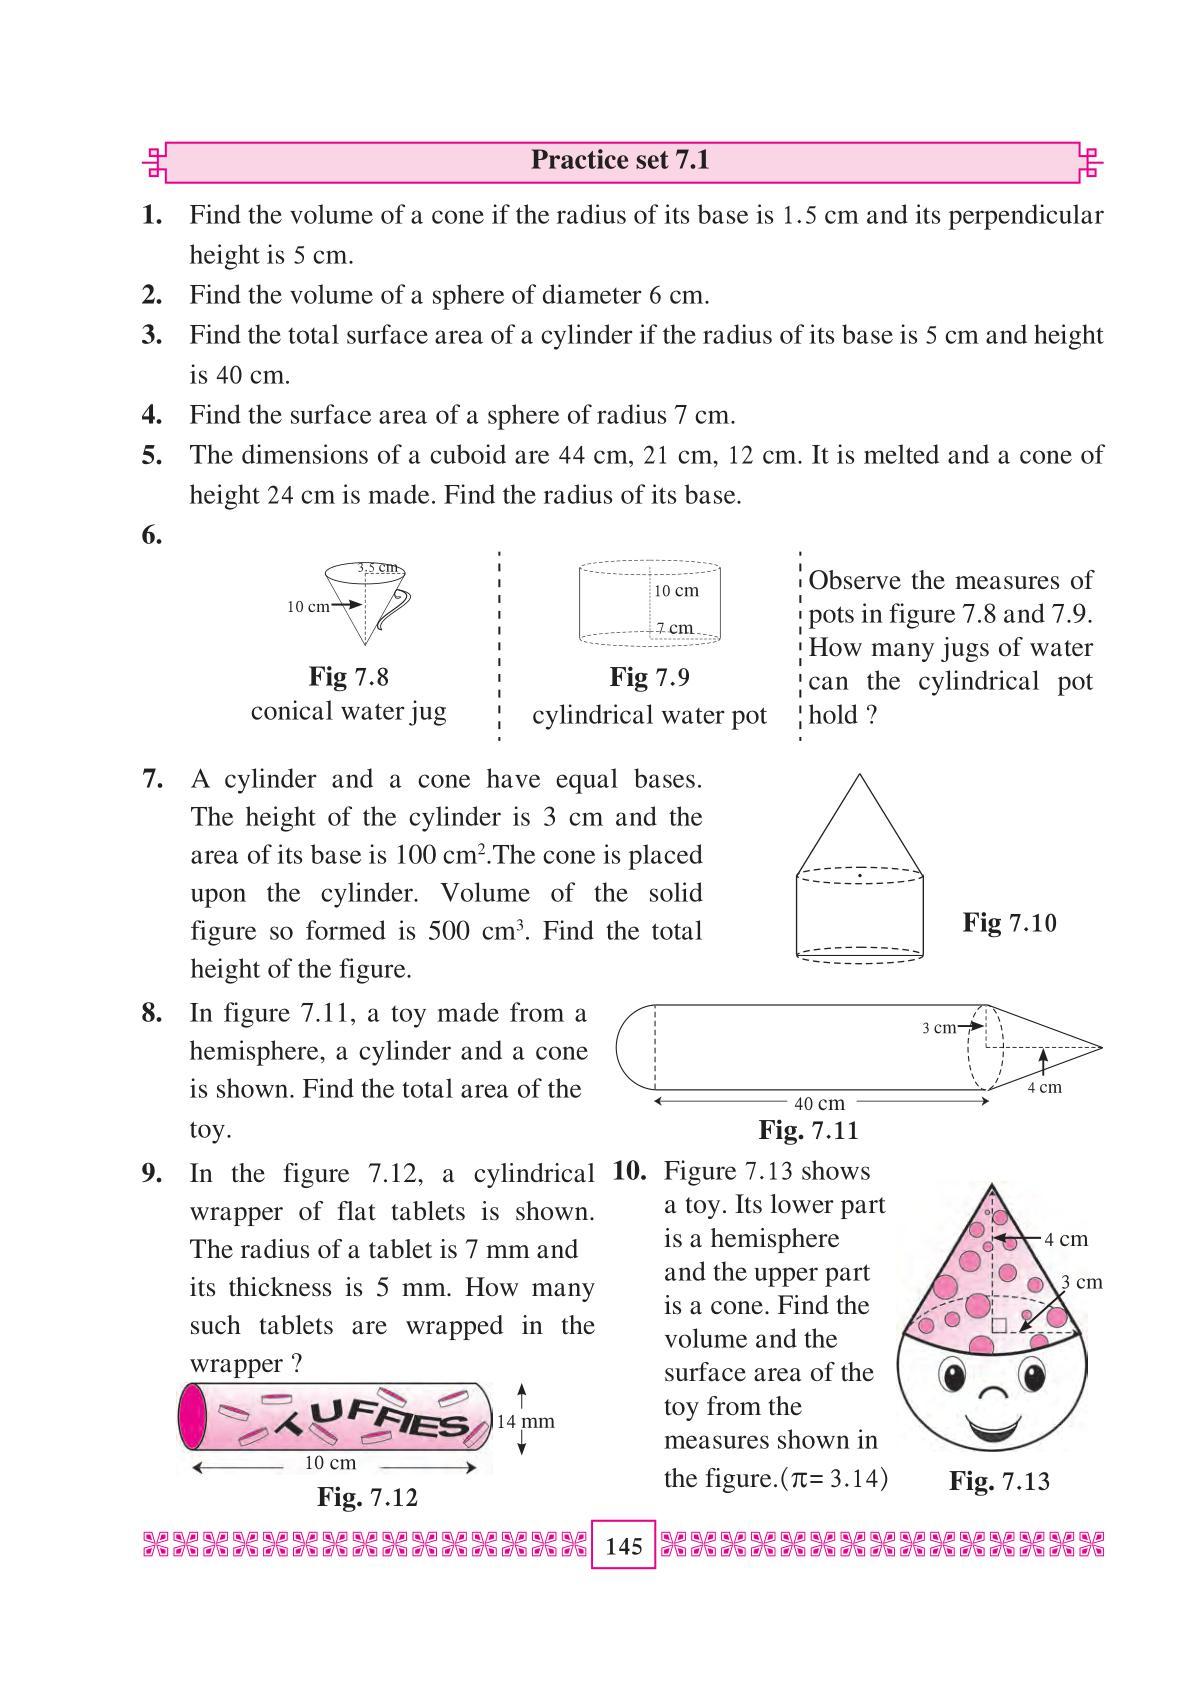 Practice set 7.1
1. Find the volume of a cone if the radius of its base is 1.5 cm and its perpendicular
height is 5 cm.
2. Find the volume of a sphere of diameter 6 cm.
3. Find the total surface area of a cylinder if the radius of its base is 5 cm and height
is 40 cm.
4. Find the surface area of a sphere of radius 7 cm.
5. The dimensions of a cuboid are 44 cm, 21 cm, 12 cm. It is melted and a cone of
height 24 cm is made. Find the radius of its base.
6.
3.5 cm
10 cm
Fig 7.8
conical water jug
10 cm
7 cm
Fig 7.9
cylindrical water pot
Observe the measures of
pots in figure 7.8 and 7.9.
How many jugs of water
can the cylindrical pot
hold ?
7. A cylinder and a cone have equal bases.
The height of the cylinder is 3 cm and the
area of its base is 100 cm².The cone is placed
upon the cylinder. Volume of the solid
figure so formed is 500 cm³. Find the total
height of the figure.
Fig 7.10
8. In figure 7.11, a toy made from a
hemisphere, a cylinder and a cone
is shown. Find the total area of the
toy.
3 cm
4 cm
40 cm
Fig. 7.11
9. In the figure 7.12, a cylindrical
wrapper of flat tablets is shown.
The radius of a tablet is 7 mm and
its thickness is 5 mm. How many
such tablets are wrapped in the
wrapper ?
TUFFIES
14 mm
10 cm
Fig. 7.12
10. Figure 7.13 shows
a toy. Its lower part
is a hemisphere
and the upper part
is a cone. Find the
volume and the
surface area of the
toy from the
measures shown in
the figure.(π= 3.14)
4 cm
3 cm
Fig. 7.13
145